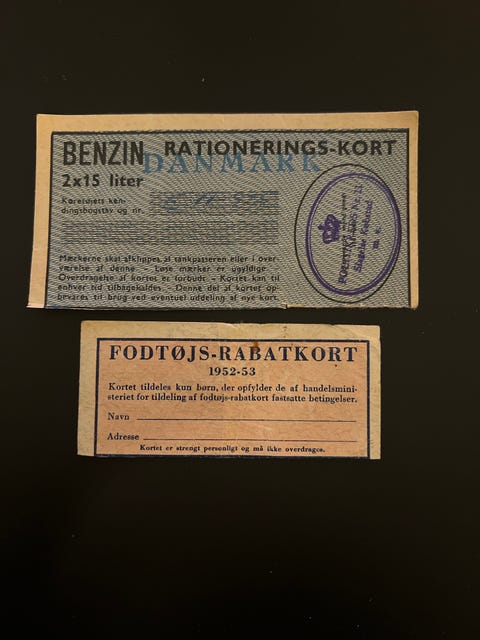 BENZIN RATIONERINGS-KORT
DANMARK
2x15 liter
Køretøjets ken-
dingsbogstav og nr.
Mærkerne skal afklippes af tankpasseren eller i over-
værelse af denne. - Løse mærker er ugyldige -
Overdragelse af kortet er forbudt - Kortet kan til
enhver tid tilbagekaldes. - Denne del af kortet op-
bevares til brug ved eventuel uddeling af nye kort.
FODTØJS-RABATKORT
1952-53
Kortet tildeles kun børn, der opfylder de af handelsmini-
steriet for tildeling af fodtøjs-rabatkort fastsatte betingelser.
Navn
Adresse
Kortet er strengt personligt og må ikke overdrages.